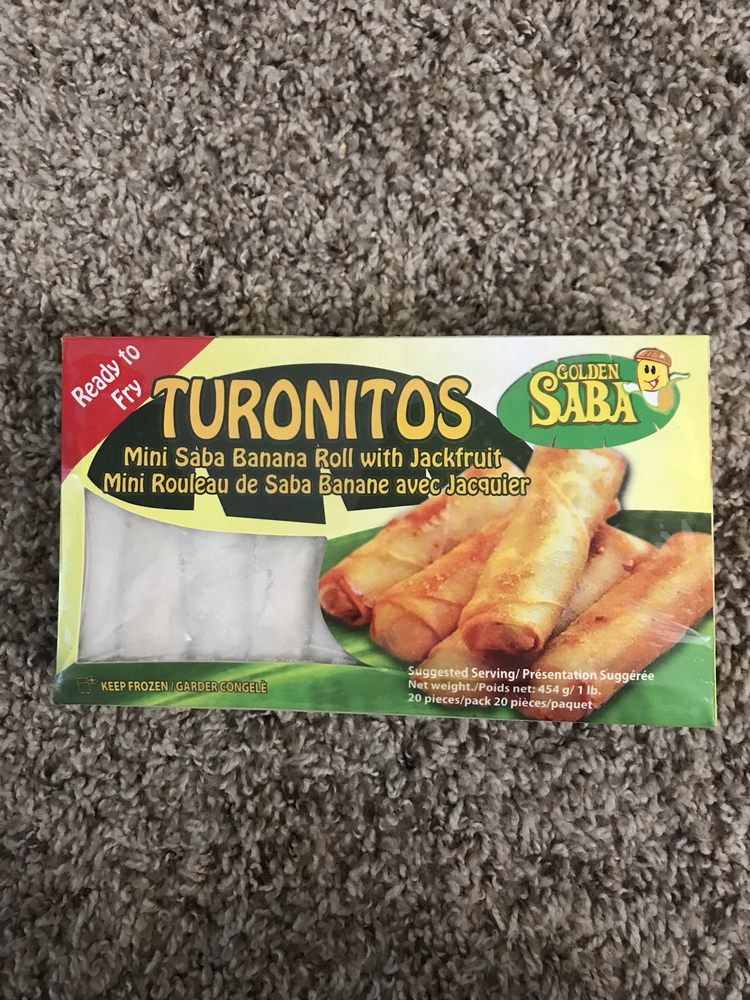 Ready to
Fry
TURONITOS
GOLDEN
SABA
Mini Saba Banana Roll with Jackfruit
Mini Rouleau de Saba Banane avec Jacquier
KEEP FROZEN / GARDER CONGELÈ
Suggested Serving/ Présentation Suggérée
Net weight./Poids net: 454 g/ 1 lb.
20 pieces/pack 20 pièces/paquet